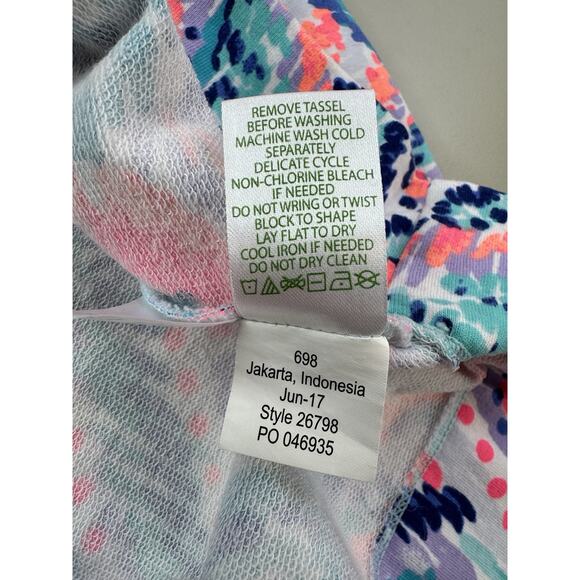 REMOVE TASSEL
BEFORE WASHING
MACHINE WASH COLD
SEPARATELY
DELICATE CYCLE
NON-CHLORINE BLEACH
IF NEEDED
DO NOT WRING OR TWIST
BLOCK TO SHAPE
LAY FLAT TO DRY
COOL IRON IF NEEDED
DO NOT DRY CLEAN
698
Jakarta, Indonesia
Jun-17
Style 26798
PO 046935